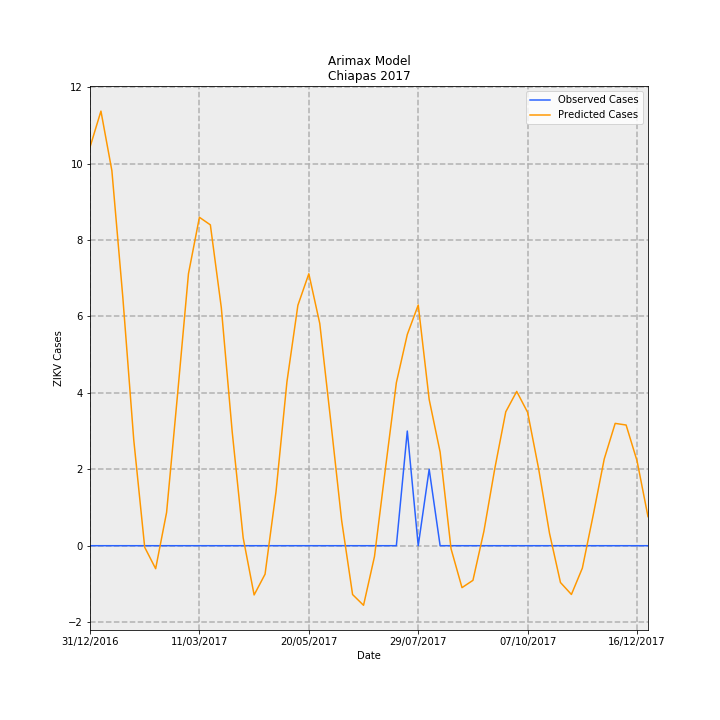 Arimax Model
Chiapas 2017
Observed Cases
Predicted Cases
12
10
8
6
4
2
0
−2
ZIKV Cases
31/12/2016
11/03/2017
20/05/2017
29/07/2017
07/10/2017
16/12/2017
Date